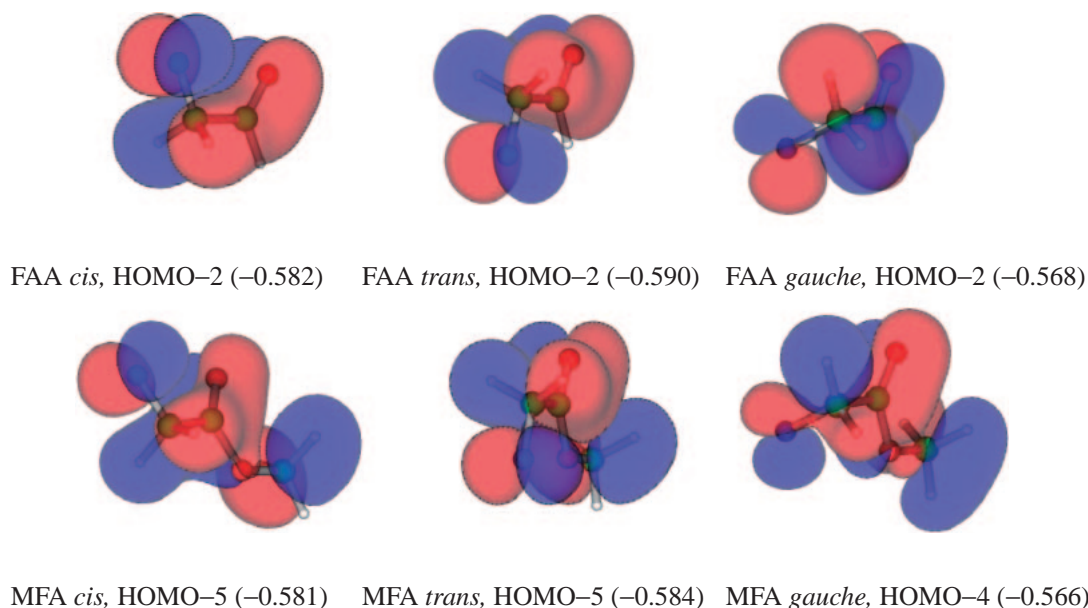 FAA cis, HOMO–2 (−0.582) FAA trans, HOMO–2 (−0.590) FAA gauche, HOMO–2 (−0.568)
MFA cis, HOMO–5 (−0.581) MFA trans, HOMO–5 (−0.584) MFA gauche, HOMO–4 (−0.566)